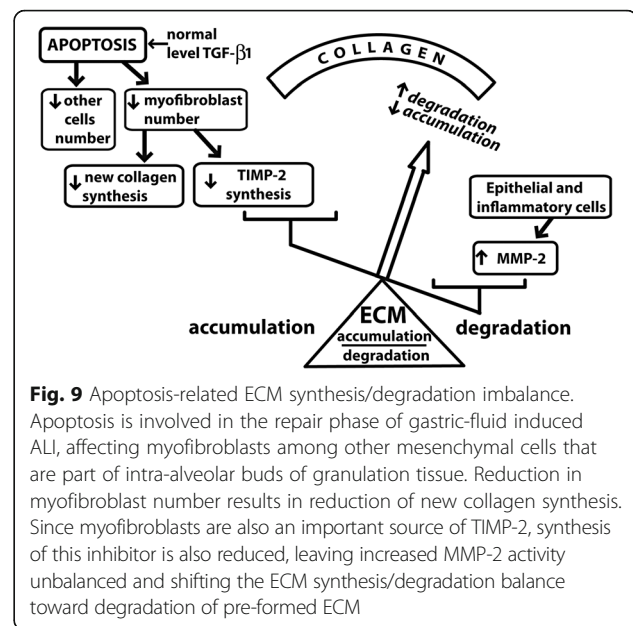 APOPTOSIS
normal
level TGF-β1
↓ other
cells
number
↓ myofibroblast
number
↓ new collagen
synthesis
↓ TIMP-2
synthesis
COLLAGEN
↑ degradation
↓ accumulation
Epithelial and
inflammatory cells
↑ MMP-2
accumulation
ECM
accumulation
degradation
degradation
Fig. 9 Apoptosis-related ECM synthesis/degradation imbalance.
Apoptosis is involved in the repair phase of gastric-fluid induced
ALI, affecting myofibroblasts among other mesenchymal cells that
are part of intra-alveolar buds of granulation tissue. Reduction in
myofibroblast number results in reduction of new collagen synthesis.
Since myofibroblasts are also an important source of TIMP-2, synthesis
of this inhibitor is also reduced, leaving increased MMP-2 activity
unbalanced and shifting the ECM synthesis/degradation balance
toward degradation of pre-formed ECM